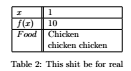 x 1
f(x) 10
Food Chicken
chicken chicken
Table 2: This shit be for real